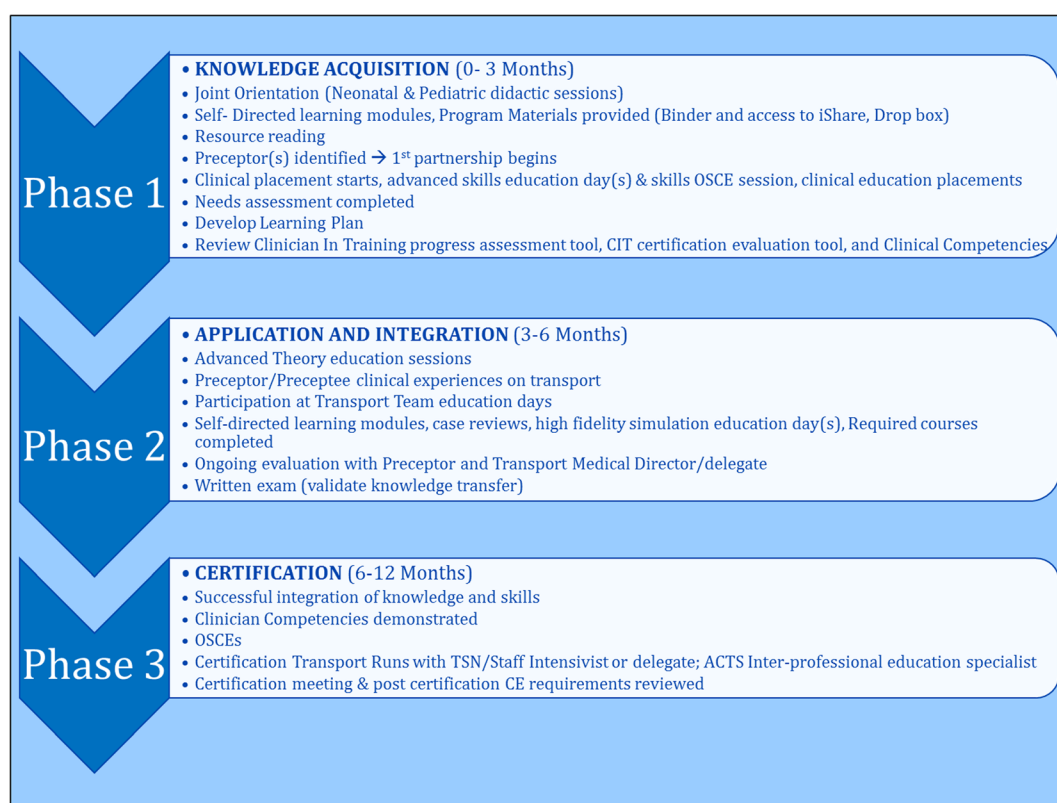 Phase 1
• KNOWLEDGE ACQUISITION (0- 3 Months)
• Joint Orientation (Neonatal & Pediatric didactic sessions)
• Self- Directed learning modules, Program Materials provided (Binder and access to iShare, Drop box)
• Resource reading
• Preceptor(s) identified → 1st partnership begins
• Clinical placement starts, advanced skills education day(s) & skills OSCE session, clinical education placements
• Needs assessment completed
• Develop Learning Plan
• Review Clinician In Training progress assessment tool, CIT certification evaluation tool, and Clinical Competencies
Phase 2
• APPLICATION AND INTEGRATION (3-6 Months)
• Advanced Theory education sessions
• Preceptor/Preceptee clinical experiences on transport
• Participation at Transport Team education days
• Self-directed learning modules, case reviews, high fidelity simulation education day(s), Required courses
completed
• Ongoing evaluation with Preceptor and Transport Medical Director/delegate
• Written exam (validate knowledge transfer)
Phase 3
• CERTIFICATION (6-12 Months)
• Successful integration of knowledge and skills
• Clinician Competencies demonstrated
• OSCEs
• Certification Transport Runs with TSN/Staff Intensivist or delegate; ACTS Inter-professional education specialist
• Certification meeting & post certification CE requirements reviewed